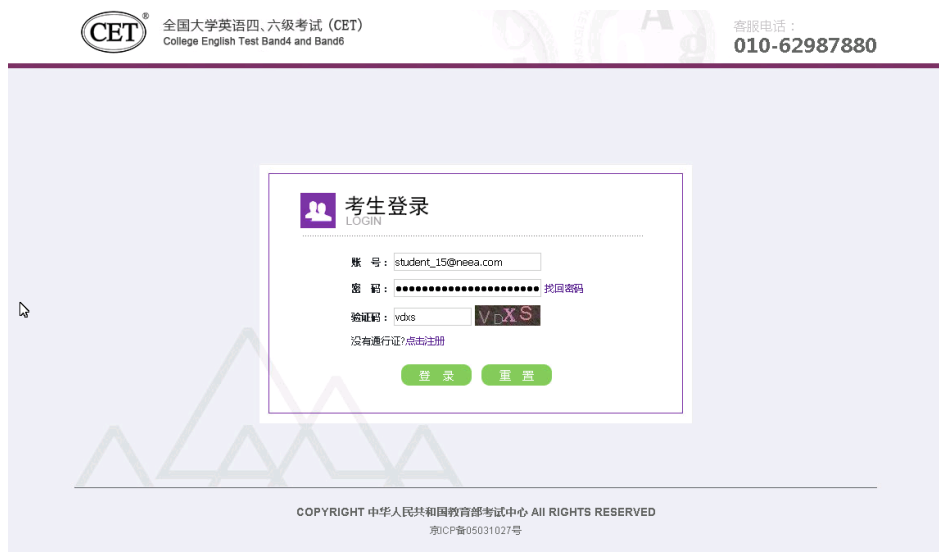 CET®
全国大学英语四、六级考试（CET）
College English Test Band4 and Band6
客服电话：
010-62987880
考生登录
LOGIN
账 号： student_15@neea.com
密 码： ●●●●●●●●●●●●●●●●●●●●●● 找回密码
验证码： vdxs VDXS
没有通行证?点击注册
登 录 重 置
COPYRIGHT 中华人民共和国教育部考试中心 All RIGHTS RESERVED
京ICP备05031027号